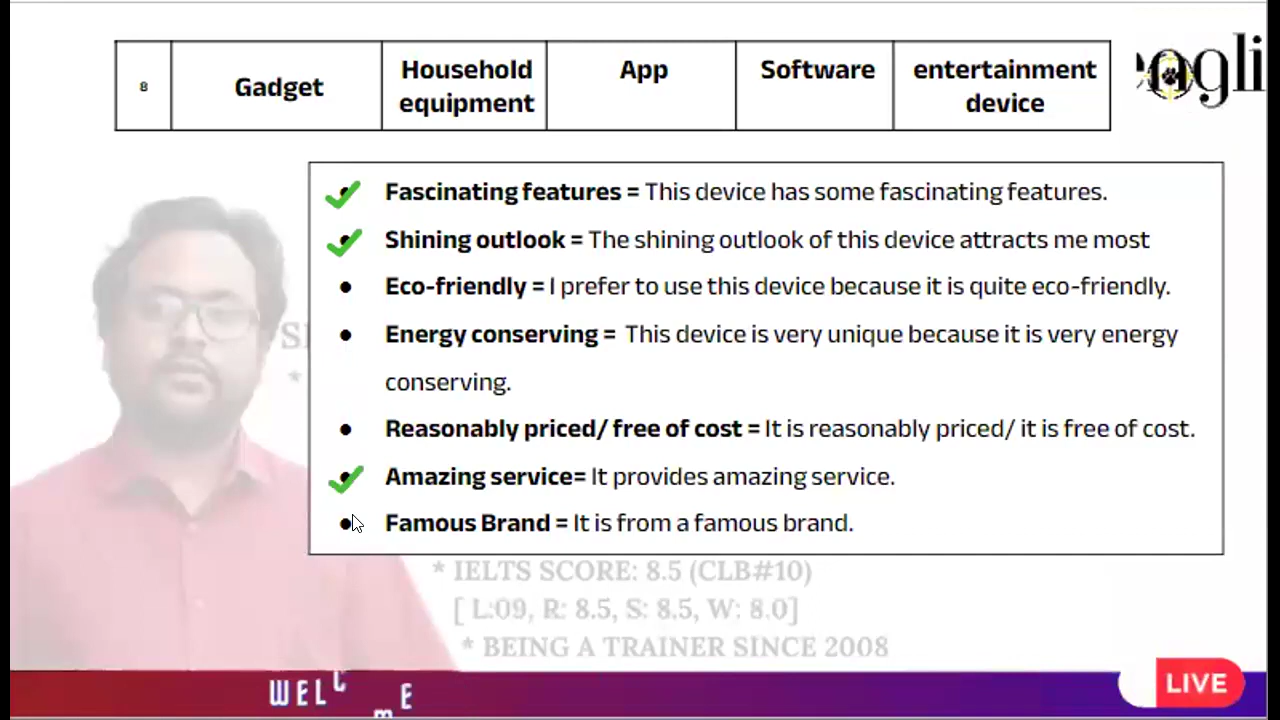 8 Gadget Household equipment App Software entertainment device
Fascinating features = This device has some fascinating features.
Shining outlook = The shining outlook of this device attracts me most
Eco-friendly = I prefer to use this device because it is quite eco-friendly.
Energy conserving = This device is very unique because it is very energy
conserving.
Reasonably priced/ free of cost = It is reasonably priced/ it is free of cost.
Amazing service= It provides amazing service.
Famous Brand = It is from a famous brand.
* IELTS SCORE: 8.5 (CLB#10)
[ L:09, R: 8.5, S: 8.5, W: 8.0]
* BEING A TRAINER SINCE 2008
LIVE